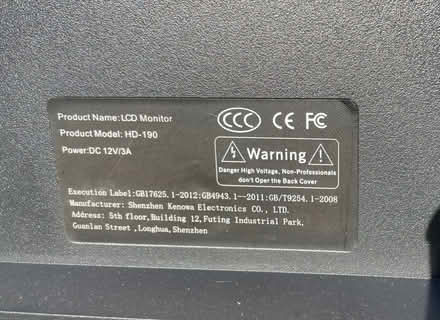 Product Name:LCD Monitor
Product Model: HD-190
Power:DC 12V/3A
CCC CE FC
Warning
Danger High Voltage, Non-Professionals
don't Oper the Back Cover
Execution Label:GB17625.1-2012:GB4943.1--2011:GB/T9254.1-2008
Manufacturer: Shenzhen Kenowa Electronics CO., LTD.
Address: 5th floor,Building 12,Futing Industrial Park,
Guanlan Street,Longhua,Shenzhen